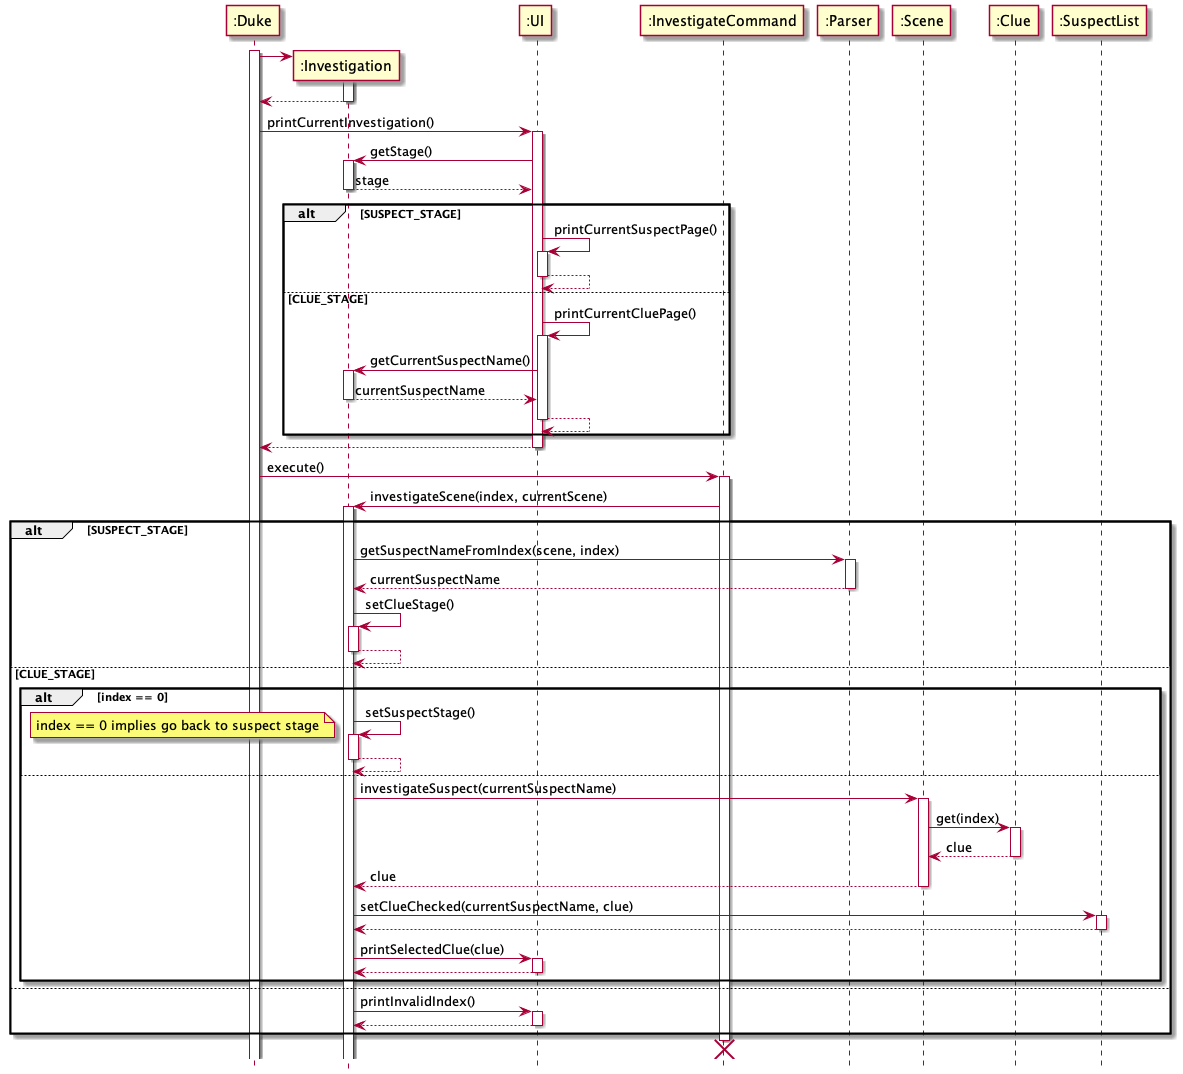 :Duke
:UI
:InvestigateCommand
:Parser
:Scene
:Clue
:SuspectList
:Investigation
printCurrentInvestigation()
getStage()
stage
alt [SUSPECT_STAGE]
printCurrentSuspectPage()
[CLUE_STAGE]
printCurrentCluePage()
getCurrentSuspectName()
currentSuspectName
execute()
investigateScene(index, currentScene)
alt [SUSPECT_STAGE]
getSuspectNameFromIndex(scene, index)
currentSuspectName
setClueStage()
[CLUE_STAGE]
alt [index == 0]
setSuspectStage()
index == 0 implies go back to suspect stage
investigateSuspect(currentSuspectName)
get(index)
clue
clue
setClueChecked(currentSuspectName, clue)
printSelectedClue(clue)
printInvalidIndex()